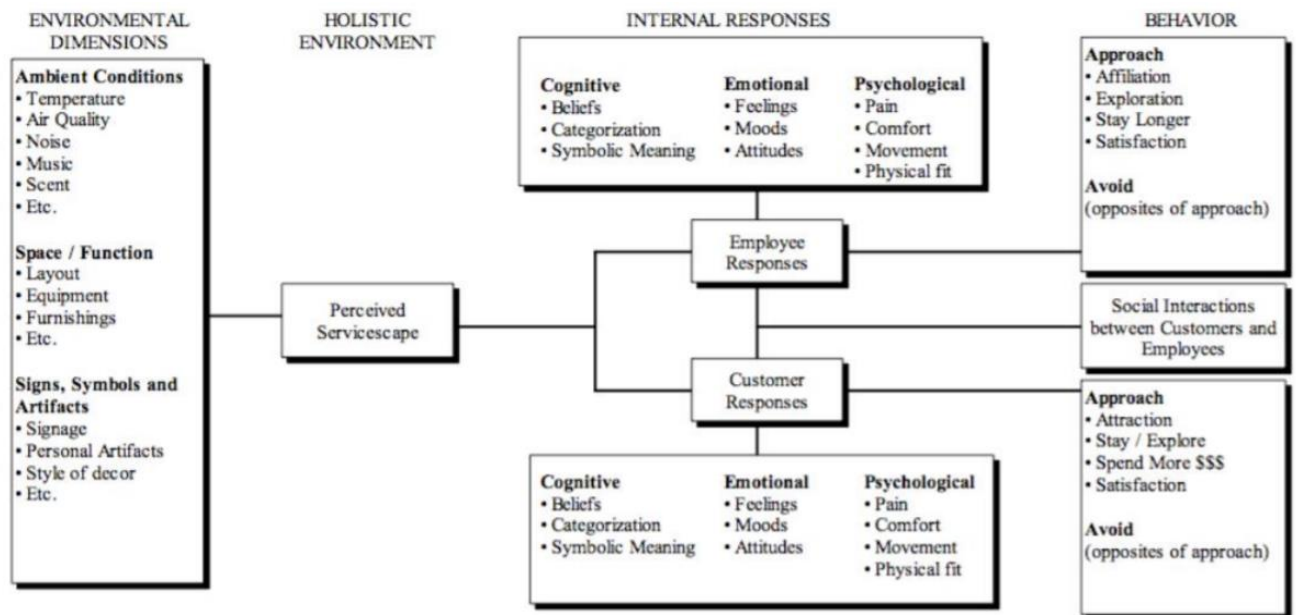 ENVIRONMENTAL
DIMENSIONS
Ambient Conditions
• Temperature
• Air Quality
• Noise
• Music
• Scent
• Etc.
Space / Function
• Layout
• Equipment
• Furnishings
• Etc.
Signs, Symbols and
Artifacts
• Signage
• Personal Artifacts
• Style of decor
• Etc.
HOLISTIC
ENVIRONMENT
Perceived
Servicescape
INTERNAL RESPONSES
Cognitive
• Beliefs
• Categorization
• Symbolic Meaning
Emotional
• Feelings
• Moods
• Attitudes
Psychological
• Pain
• Comfort
• Movement
• Physical fit
Employee
Responses
Customer
Responses
Cognitive
• Beliefs
• Categorization
• Symbolic Meaning
Emotional
• Feelings
• Moods
• Attitudes
Psychological
• Pain
• Comfort
• Movement
• Physical fit
BEHAVIOR
Approach
• Affiliation
• Exploration
• Stay Longer
• Satisfaction
Avoid
(opposites of approach)
Social Interactions
between Customers and
Employees
Approach
• Attraction
• Stay / Explore
• Spend More $$$
• Satisfaction
Avoid
(opposites of approach)